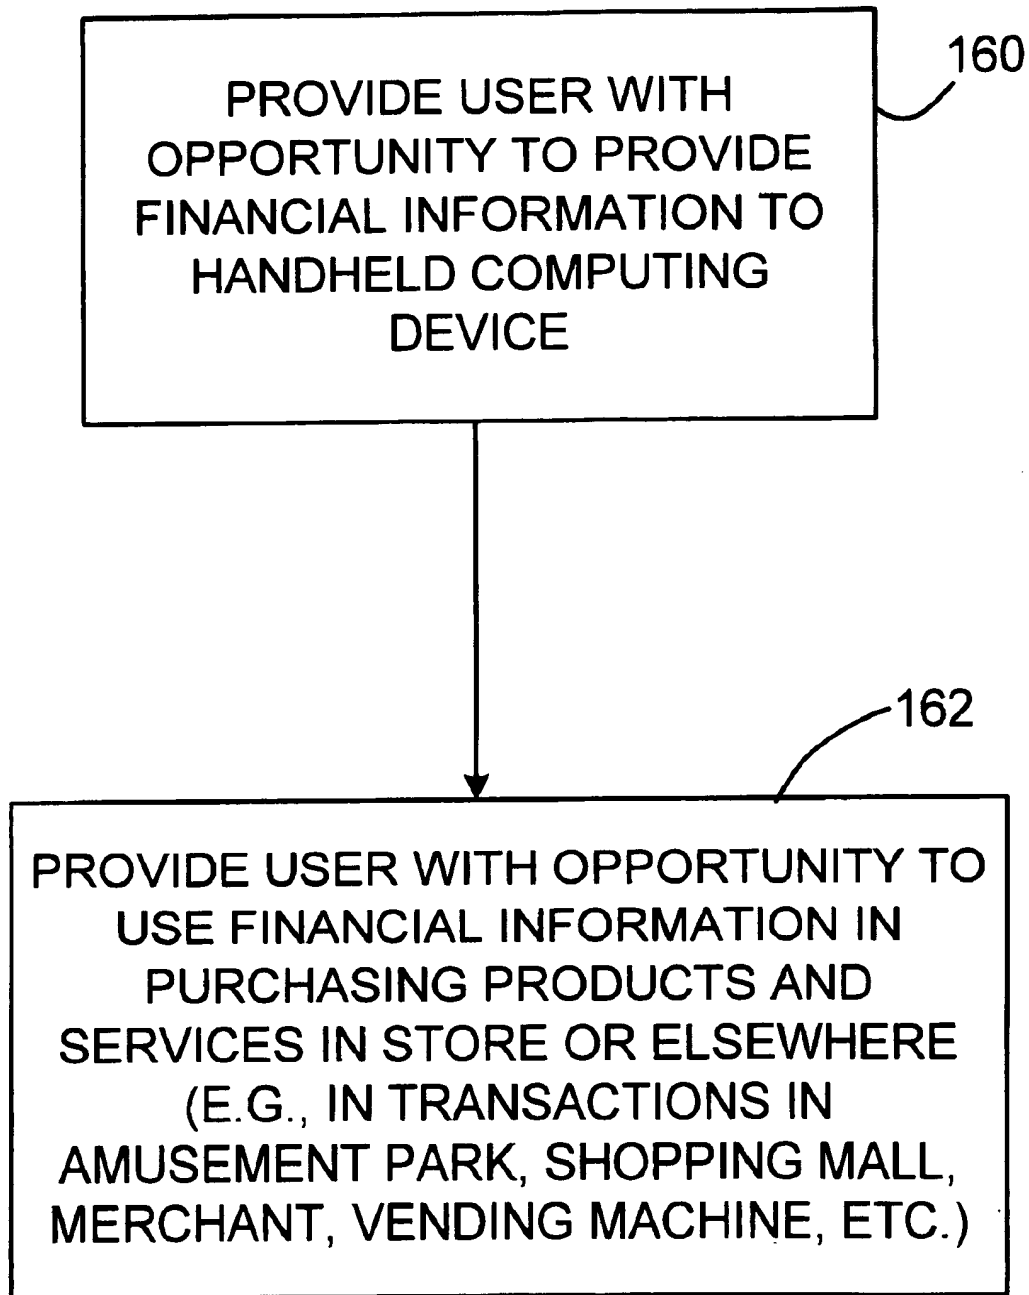 160
PROVIDE USER WITH
OPPORTUNITY TO PROVIDE
FINANCIAL INFORMATION TO
HANDHELD COMPUTING
DEVICE
162
PROVIDE USER WITH OPPORTUNITY TO
USE FINANCIAL INFORMATION IN
PURCHASING PRODUCTS AND
SERVICES IN STORE OR ELSEWHERE
(E.G., IN TRANSACTIONS IN
AMUSEMENT PARK, SHOPPING MALL,
MERCHANT, VENDING MACHINE, ETC.)